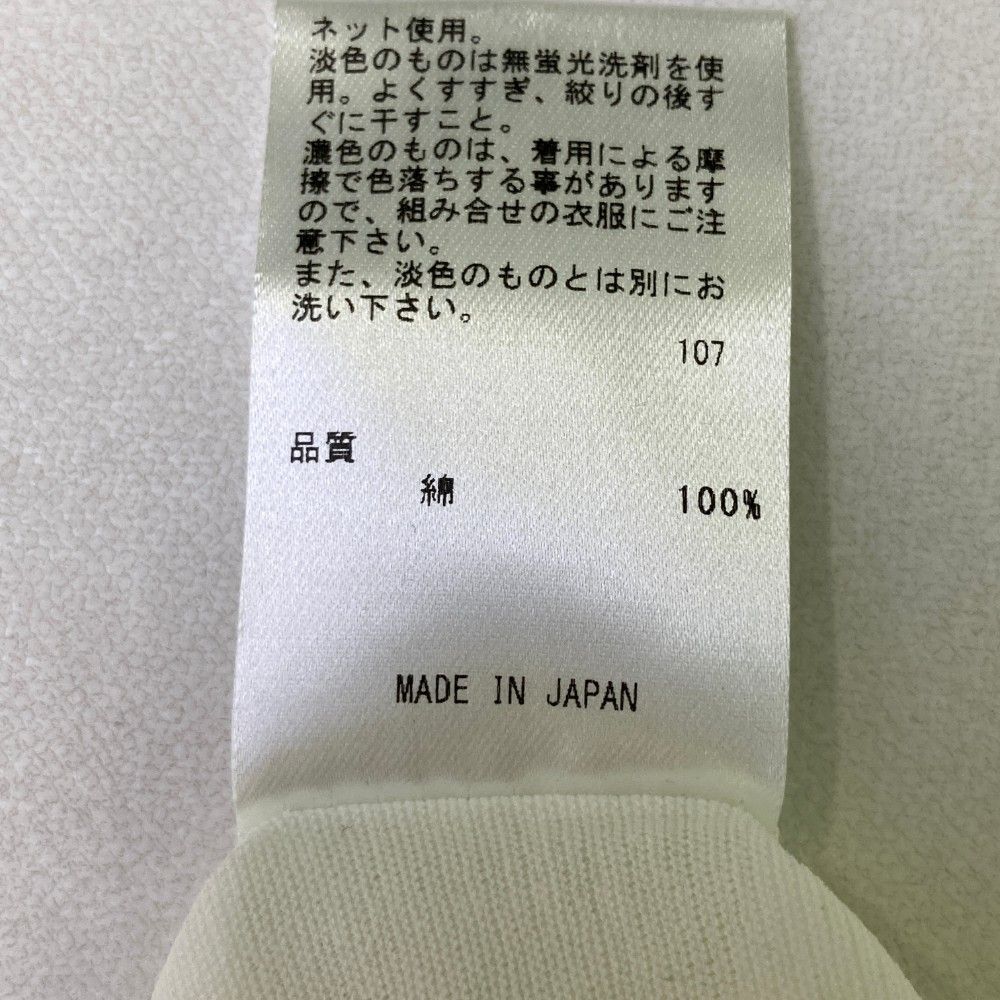 ネット使用。
淡色のものは無蛍光洗剤を使
用。よくすすぎ、絞りの後す
ぐに干すこと。
濃色のものは、着用による摩
擦で色落ちする事があります
ので、組み合せの衣服にご注
意下さい。
また、淡色のものとは別にお
洗い下さい。
107
品質
綿 100%
MADE IN JAPAN